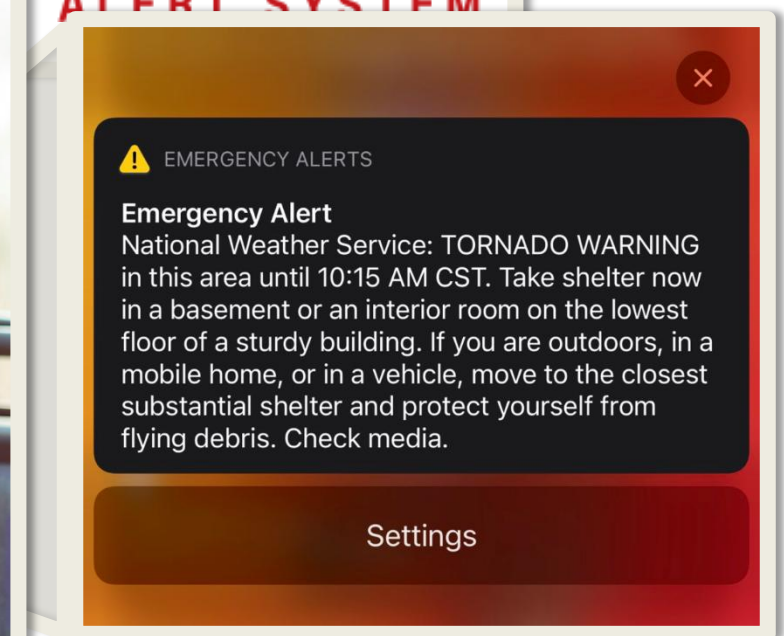 ALERT SYSTEM
EMERGENCY ALERTS
Emergency Alert
National Weather Service: TORNADO WARNING
in this area until 10:15 AM CST. Take shelter now
in a basement or an interior room on the lowest
floor of a sturdy building. If you are outdoors, in a
mobile home, or in a vehicle, move to the closest
substantial shelter and protect yourself from
flying debris. Check media.
Settings